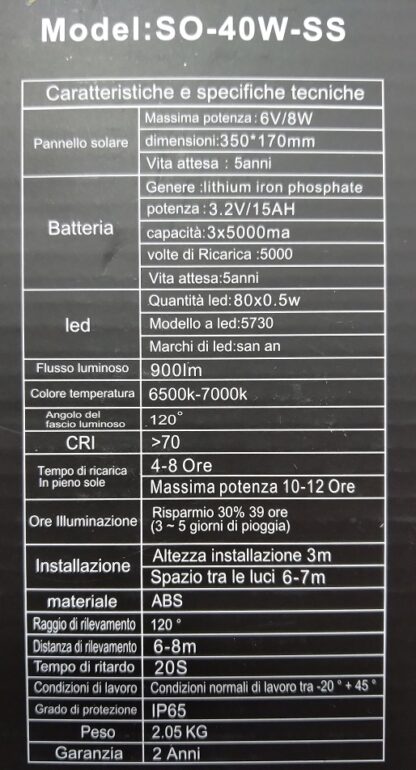 Model:SO-40W-SS
Caratteristiche e specifiche tecniche
Pannello solare
Massima potenza : 6V/8W
dimensioni:350*170mm
Vita attesa : 5anni
Batteria
Genere :lithium iron phosphate
potenza : 3.2V/15AH
capacità: 3x5000ma
volte di Ricarica :5000
Vita attesa:5anni
led
Quantità led: 80x0.5w
Modello a led:5730
Marchi di led:san an
Flusso luminoso 900lm
Colore temperatura 6500k-7000k
Angolo del
fascio luminoso 120°
CRI >70
Tempo di ricarica
In pieno sole
4-8 Ore
Massima potenza 10-12 Ore
Ore Illuminazione
Risparmio 30% 39 ore
(3 ~ 5 giorni di pioggia)
Installazione
Altezza installazione 3m
Spazio tra le luci 6-7m
materiale ABS
Raggio di rilevamento 120 °
Distanza di rilevamento 6-8m
Tempo di ritardo 20S
Condizioni di lavoro Condizioni normali di lavoro tra -20 ° + 45 °
Grado di protezione IP65
Peso 2.05 KG
Garanzia 2 Anni